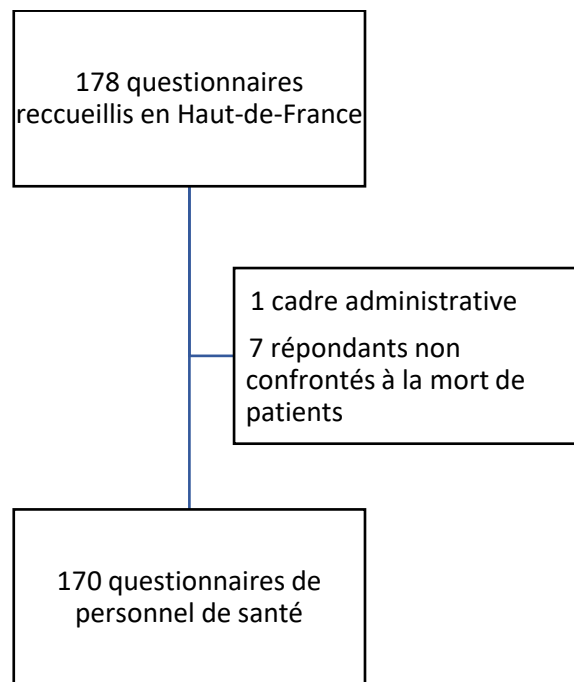 178 questionnaires
reccueillis en Haut-de-France
1 cadre administrative
7 répondants non
confrontés à la mort de
patients
170 questionnaires de
personnel de santé